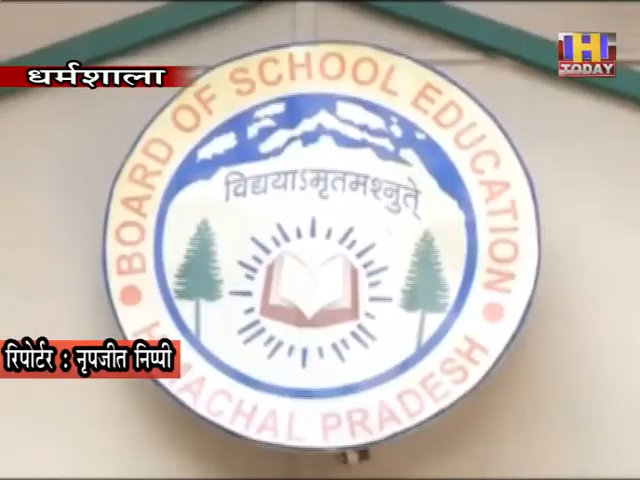 धर्मशाला
H
TODAY
BOARD OF SCHOOL EDUCATION
विद्ययाऽमृतमश्नुते
रिपोर्टर : नृपजीत निप्पी
HIMACHAL PRADESH